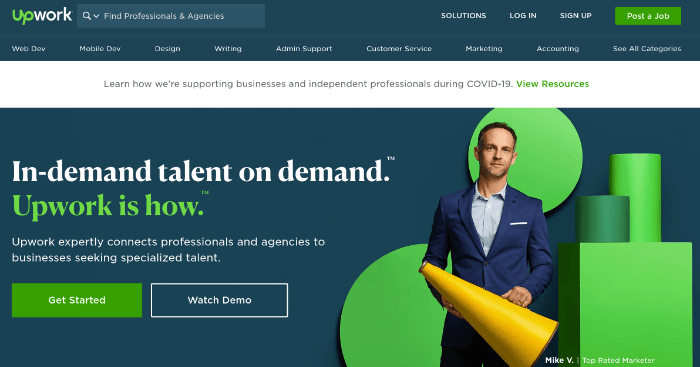 Upwork
Find Professionals & Agencies
SOLUTIONS
LOG IN
SIGN UP
Post a Job
Web Dev
Mobile Dev
Design
Writing
Admin Support
Customer Service
Marketing
Accounting
See All Categories
Learn how we're supporting businesses and independent professionals during COVID-19. View Resources
In-demand talent on demand.™
Upwork is how.™
Upwork expertly connects professionals and agencies to
businesses seeking specialized talent.
Get Started
Watch Demo
Mike V. | Top Rated Marketer